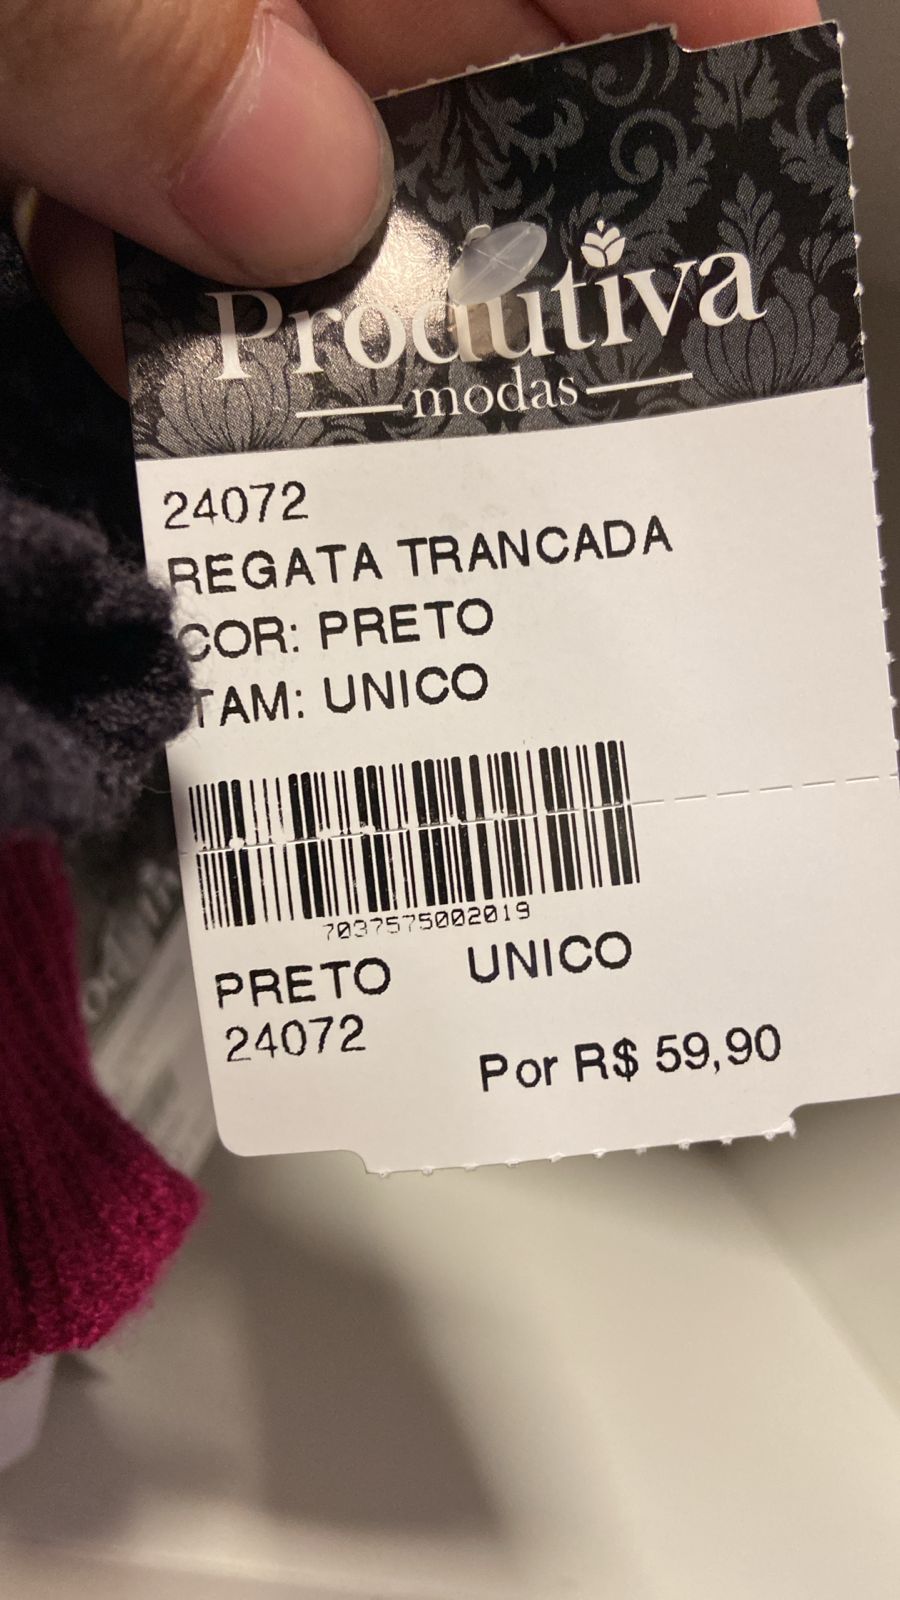 Produtiva
modas
24072
REGATA TRANCADA
COR: PRETO
TAM: UNICO
7037575002019
PRETO UNICO
24072
Por R$ 59,90